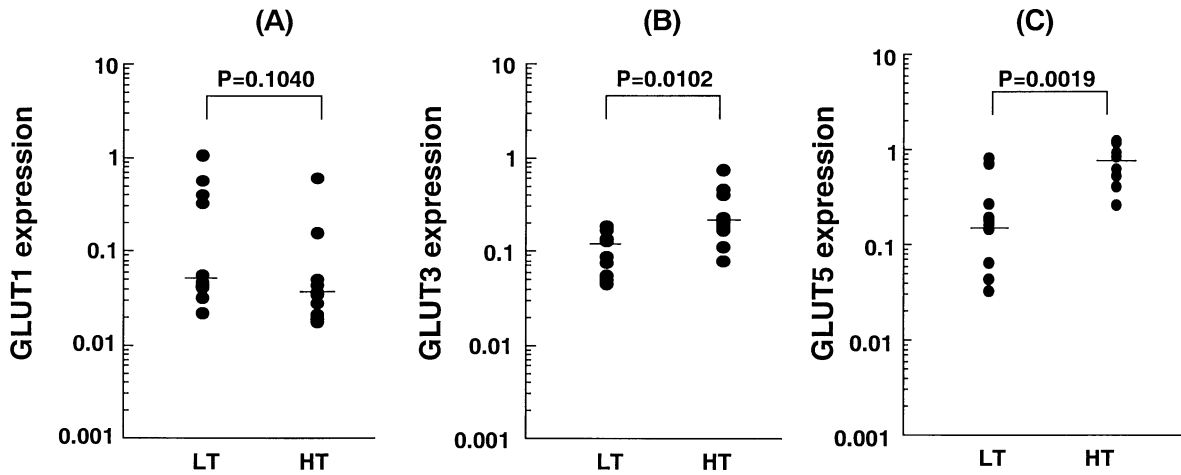 (A)
GLUT1 expression
10
1
0.1
0.01
0.001
P=0.1040
LT HT
(B)
GLUT3 expression
10
1
0.1
0.01
0.001
P=0.0102
LT HT
(C)
GLUT5 expression
10
1
0.1
0.01
0.001
P=0.0019
LT HT